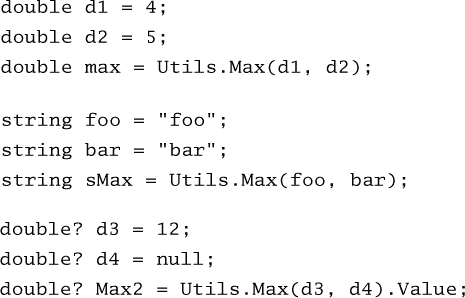 double d1 = 4;
double d2 = 5;
double max = Utils.Max(d1, d2);
string foo = "foo";
string bar = "bar";
string sMax = Utils.Max(foo, bar);
double? d3 = 12;
double? d4 = null;
double? Max2 = Utils.Max(d3, d4).Value;